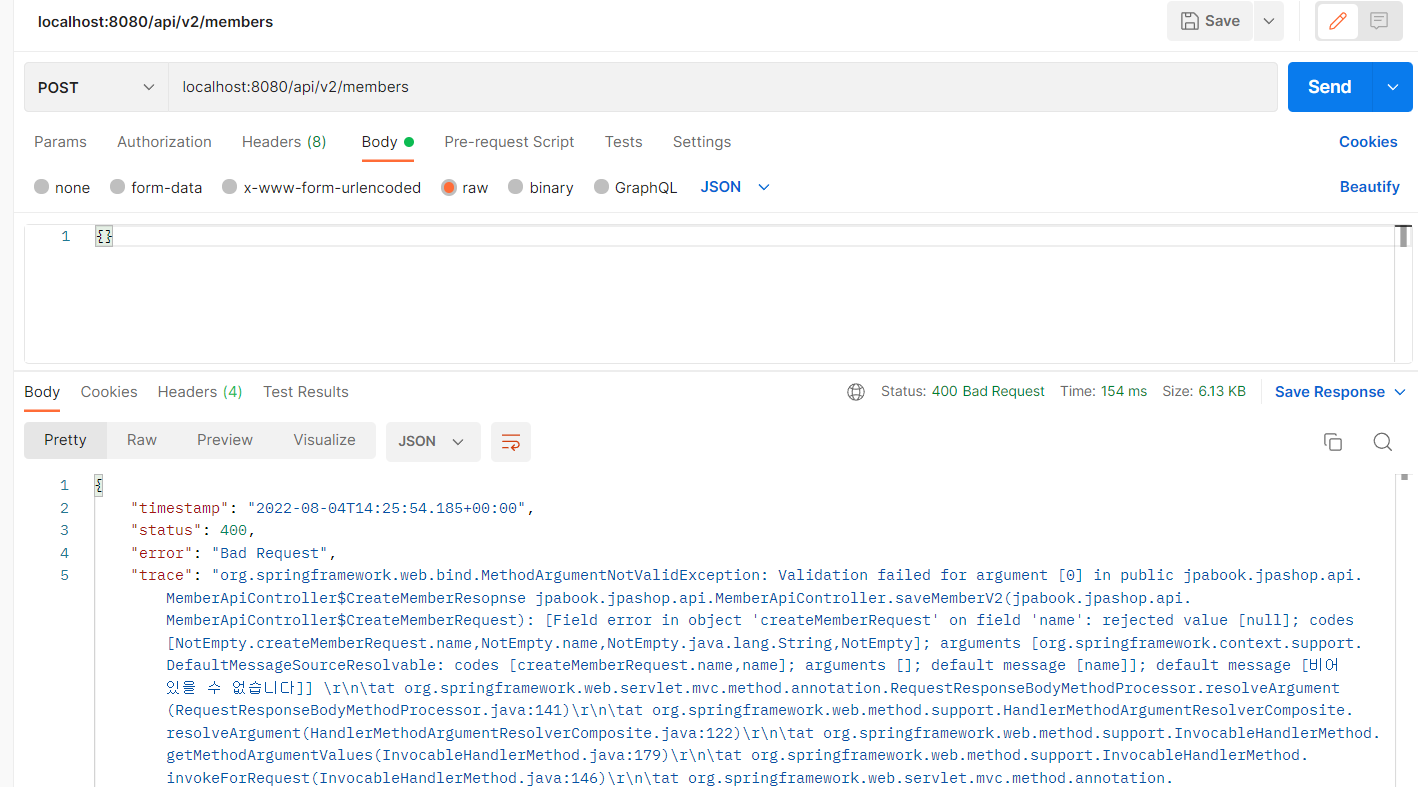 localhost:8080/api/v2/members
Save
POST
localhost:8080/api/v2/members
Send
Params Authorization Headers (8) Body Pre-request Script Tests Settings Cookies
none form-data x-www-form-urlencoded raw binary GraphQL JSON Beautify
1 {}
Body Cookies Headers (4) Test Results Status: 400 Bad Request Time: 154 ms Size: 6.13 KB Save Response
Pretty Raw Preview Visualize JSON
1 {
2 "timestamp": "2022-08-04T14:25:54.185+00:00",
3 "status": 400,
4 "error": "Bad Request",
5 "trace": "org.springframework.web.bind.MethodArgumentNotValidException: Validation failed for argument [0] in public jpabook.jpashop.api.
MemberApiController$CreateMemberResopnse jpabook.jpashop.api.MemberApiController.saveMemberV2(jpabook.jpashop.api.
MemberApiController$CreateMemberRequest): [Field error in object 'createMemberRequest' on field 'name': rejected value [null]; codes
[NotEmpty.createMemberRequest.name,NotEmpty.name,NotEmpty.java.lang.String,NotEmpty]; arguments [org.springframework.context.support.
DefaultMessageSourceResolvable: codes [createMemberRequest.name,name]; arguments []; default message [name]]; default message [비어
있을 수 없습니다]] \r\n\tat org.springframework.web.servlet.mvc.method.annotation.RequestResponseBodyMethodProcessor.resolveArgument
(RequestResponseBodyMethodProcessor.java:141)\r\n\tat org.springframework.web.method.support.HandlerMethodArgumentResolverComposite.
resolveArgument(HandlerMethodArgumentResolverComposite.java:122)\r\n\tat org.springframework.web.method.support.InvocableHandlerMethod.
getMethodArgumentValues(InvocableHandlerMethod.java:179)\r\n\tat org.springframework.web.method.support.InvocableHandlerMethod.
invokeForRequest(InvocableHandlerMethod.java:146)\r\n\tat org.springframework.web.servlet.mvc.method.annotation.